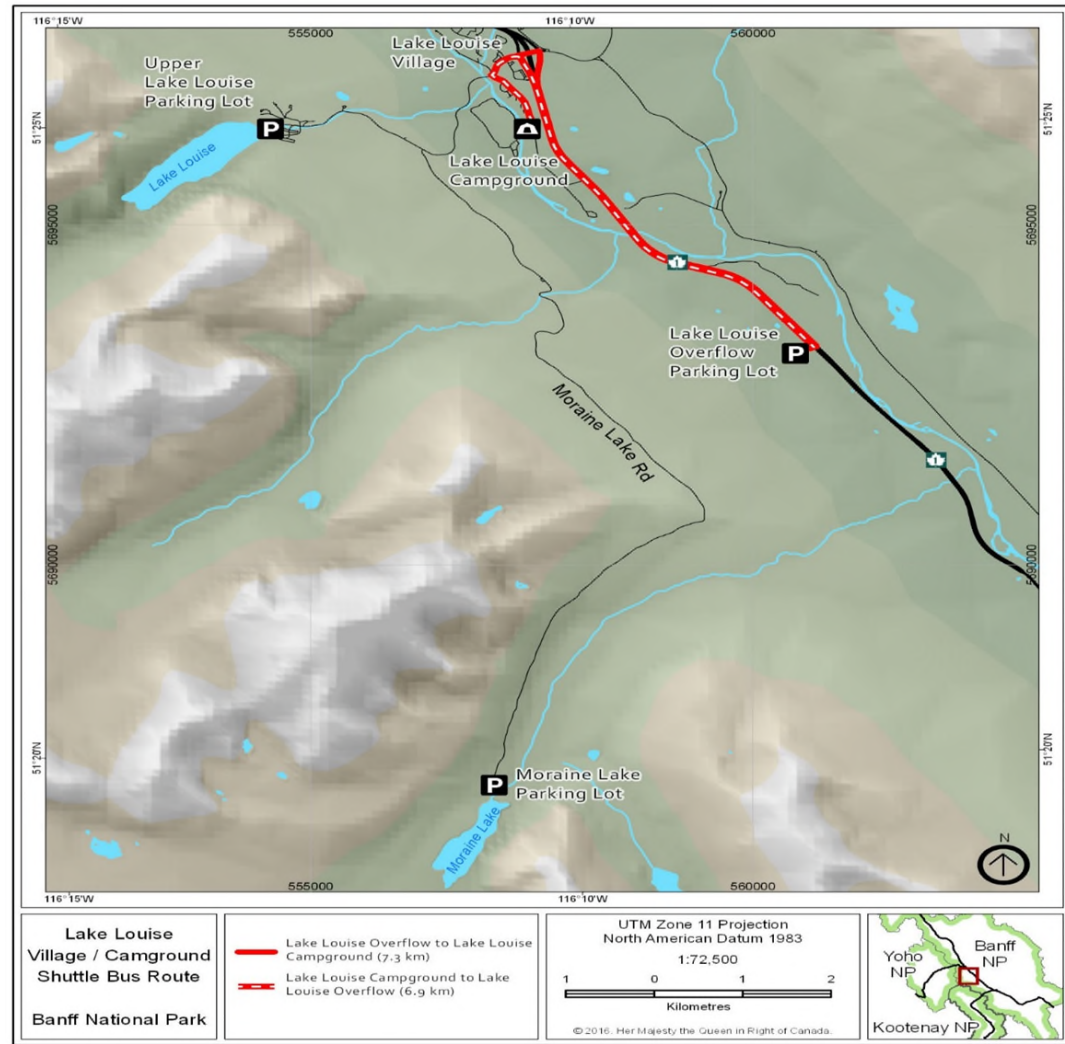 116°15'W
116°10'W
555000
560000
Lake Louise
Village
Upper
Lake Louise
Parking Lot
P
51°25'N
51°25'N
Lake Louise
Lake Louise
Campground
5695000
5695000
1
Lake Louise
Overflow
Parking Lot
P
Moraine Lake Rd
1
5690000
5690000
51°20'N
51°20'N
P
Moraine Lake
Parking Lot
Moraine Lake
N
555000
560000
116°15'W
116°10'W
Lake Louise
Village / Camground
Shuttle Bus Route
Banff National Park
Lake Louise Overflow to Lake Louise
Campground (7.3 km)
Lake Louise Campground to Lake
Louise Overflow (6.9 km)
UTM Zone 11 Projection
North American Datum 1983
1:72,500
1 0 1 2
Kilometres
© 2016. Her Majesty the Queen in Right of Canada.
Banff
NP
Yoho
NP
Kootenay NP